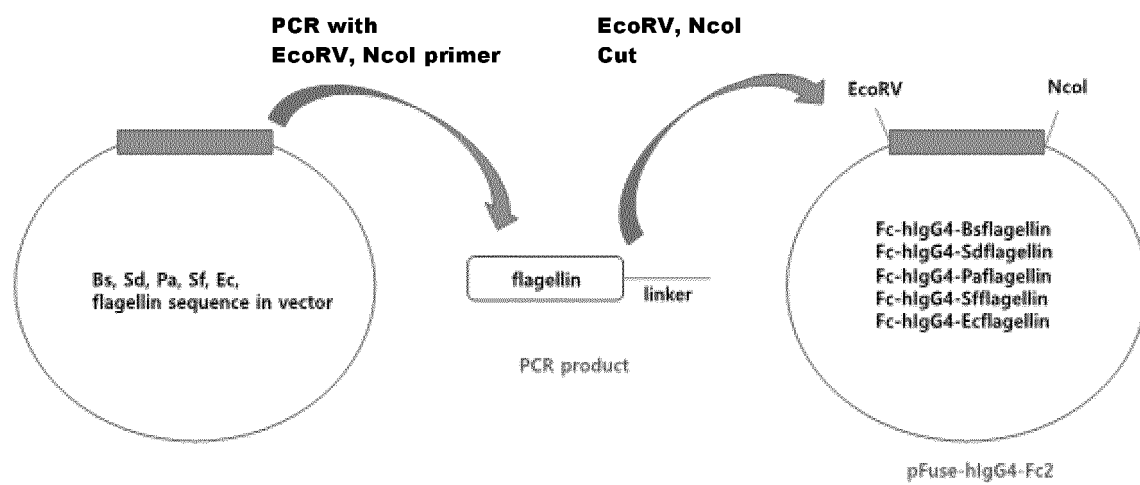 PCR with
EcoRV, NcoI primer
EcoRV, NcoI
Cut
EcoRV
NcoI
Bs, Sd, Pa, Sf, Ec,
flagellin sequence in vector
flagellin
linker
PCR product
Fc-hIgG4-Bsflagellin
Fc-hIgG4-Sdflagellin
Fc-hIgG4-Paflagellin
Fc-hIgG4-Sfflagellin
Fc-hIgG4-Ecflagellin
pFuse-hIgG4-Fc2